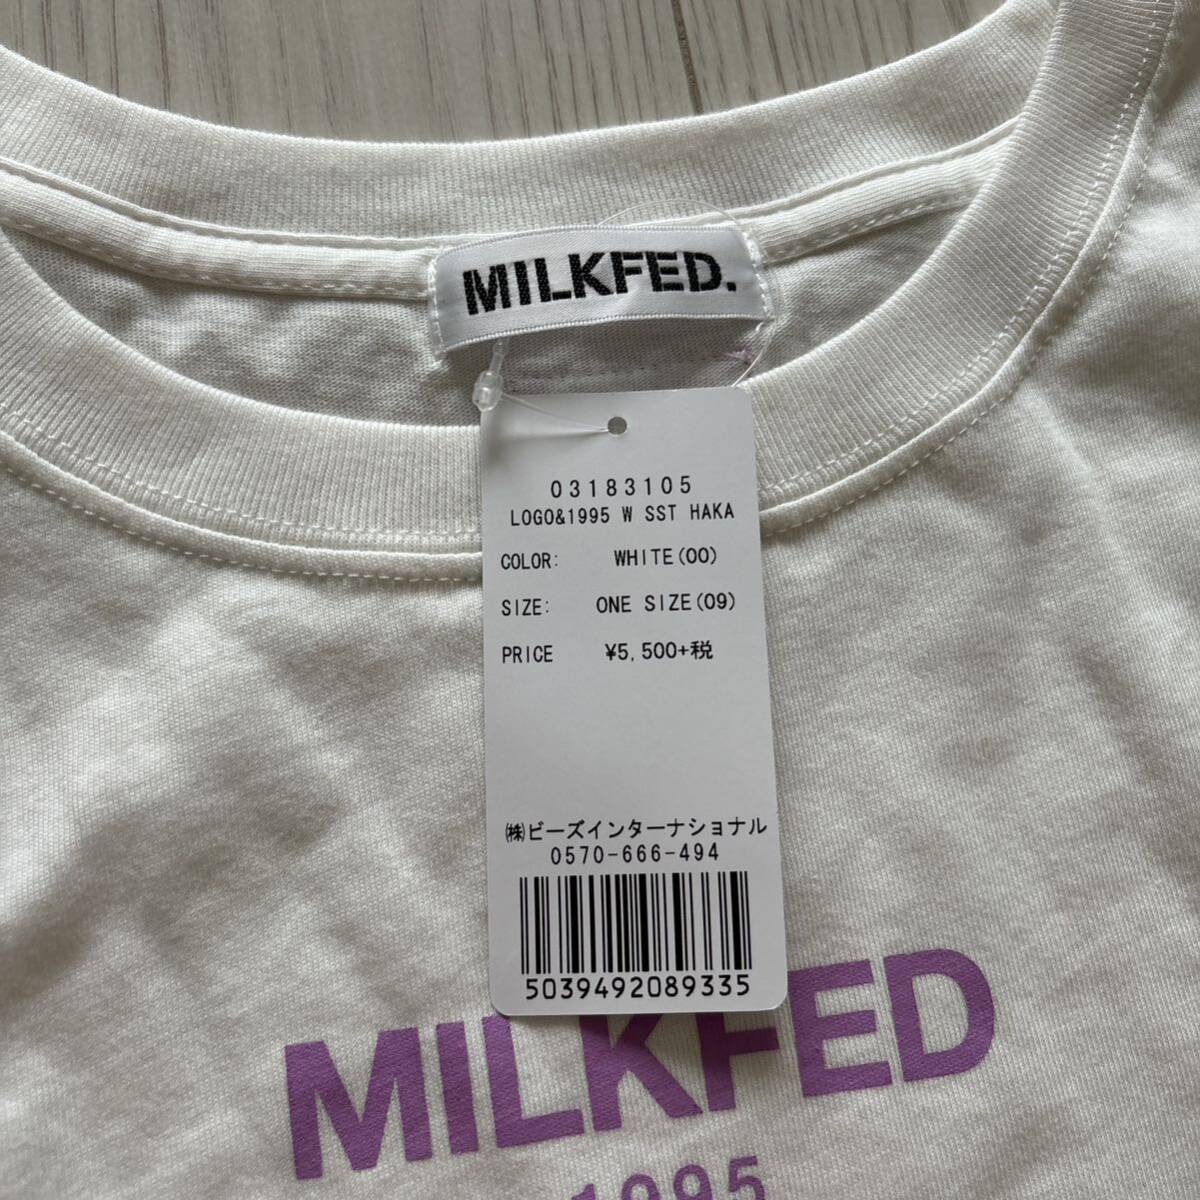 MILKFED.
03183105
LOGO&1995 W SST HAKA
COLOR: WHITE(00)
SIZE: ONE SIZE(09)
PRICE ¥5,500+税
㈱ビーズインターナショナル
0570-666-494
5039492089335
MILKFED
1995